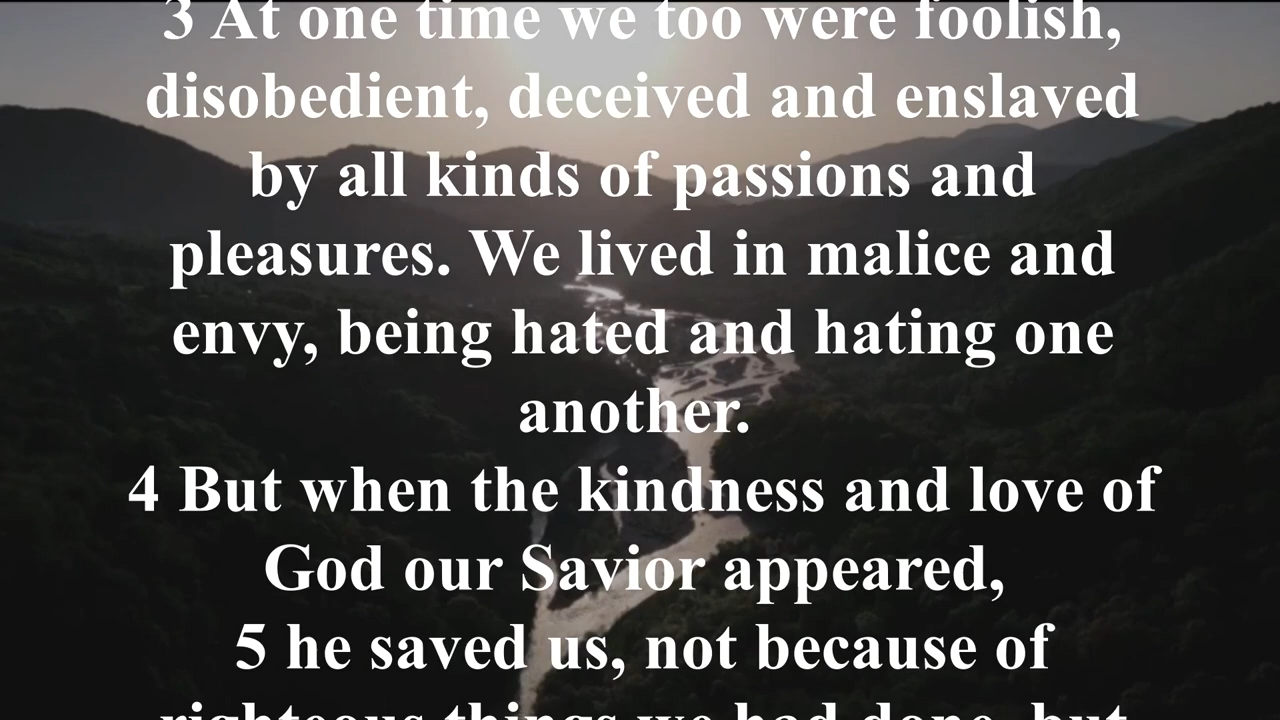 3 At one time we too were foolish,
disobedient, deceived and enslaved
by all kinds of passions and
pleasures. We lived in malice and
envy, being hated and hating one
another.
4 But when the kindness and love of
God our Savior appeared,
5 he saved us, not because of
righteous things we had done, but